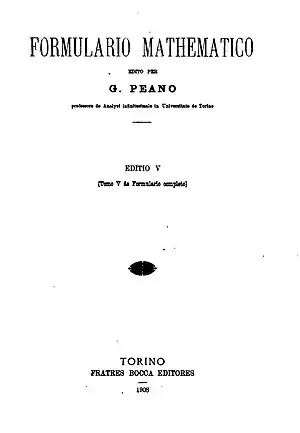 FORMULARIO MATHEMATICO
EDITO PER
G. PEANO
professore de Analysi infinitesimale in Universitate de Torino
EDITIO V
(Tomo V de Formulario completo)
TORINO
FRATRES BOCCA EDITORES
1908